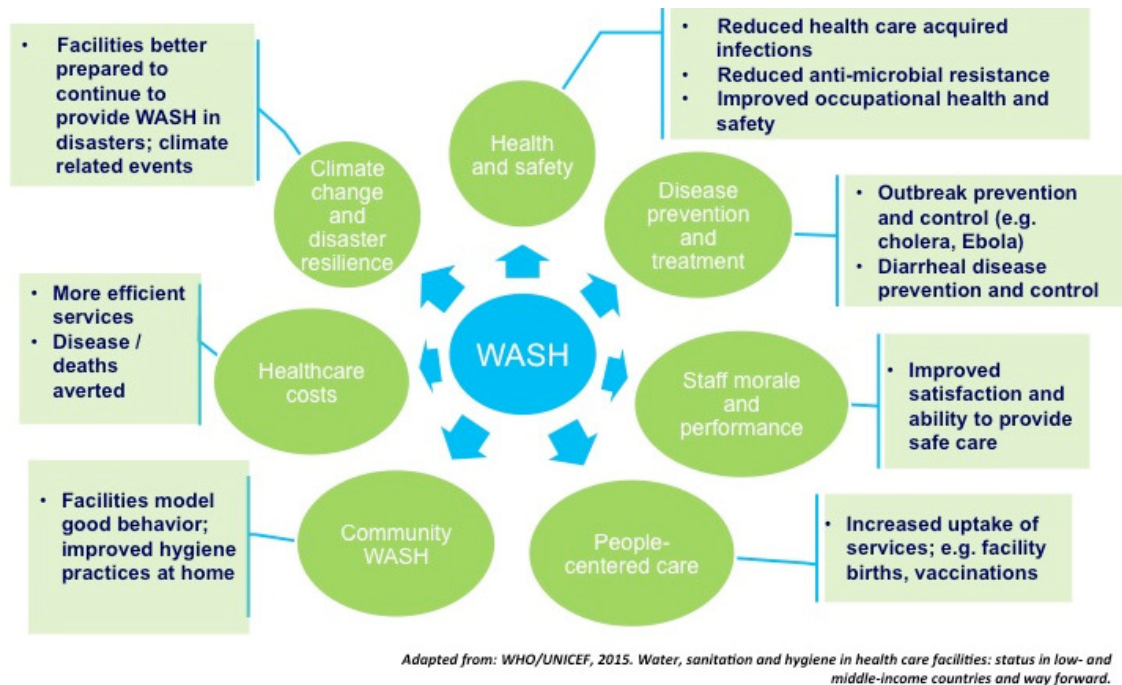 • Facilities better
prepared to
continue to
provide WASH in
disasters; climate
related events
Climate
change and
disaster
resilience
• Reduced health care acquired
infections
• Reduced anti-microbial resistance
• Improved occupational health and
safety
Health
and safety
Disease
prevention and
treatment
• Outbreak prevention
and control (e.g.
cholera, Ebola)
• Diarrheal disease
prevention and control
• More efficient
services
• Disease /
deaths
averted
Healthcare
costs
WASH
Staff morale
and
performance
• Improved
satisfaction and
ability to provide
safe care
• Facilities model
good behavior;
improved hygiene
practices at home
Community
WASH
People-
centered care
• Increased uptake of
services; e.g. facility
births, vaccinations
Adapted from: WHO/UNICEF, 2015. Water, sanitation and hygiene in health care facilities: status in low- and
middle-income countries and way forward.